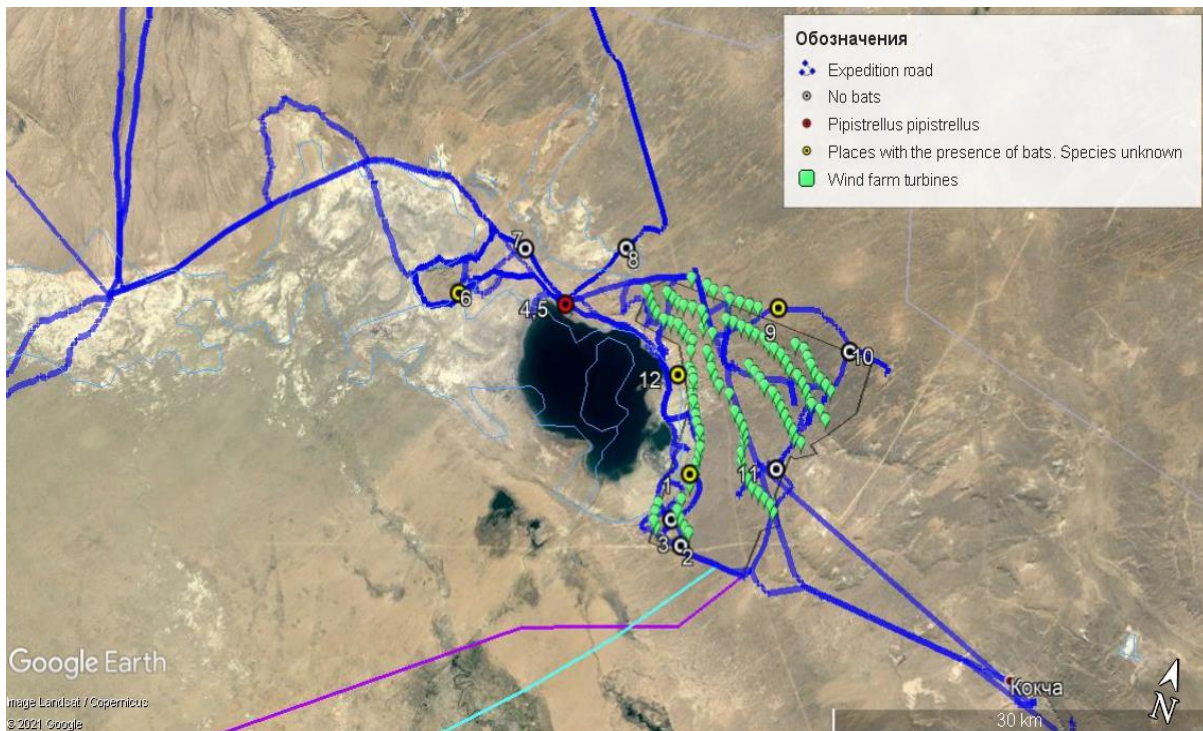 Обозначения
Expedition road
No bats
Pipistrellus pipistrellus
Places with the presence of bats. Species unknown
Wind farm turbines
7
8
6
4,5
9
10
12
11
1
3
2
Кокча
Google Earth
Image Landsat / Copernicus
© 2021 Google
30 km
N